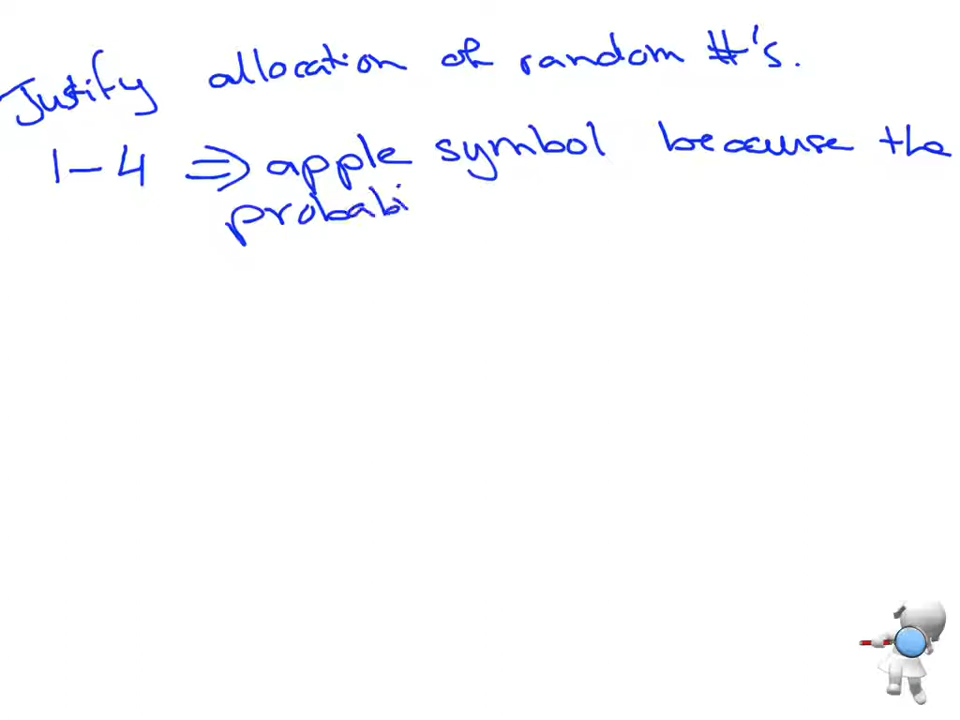 Justify allocation of random #'s.
1-4 ⇒ apple symbol because the
probabi